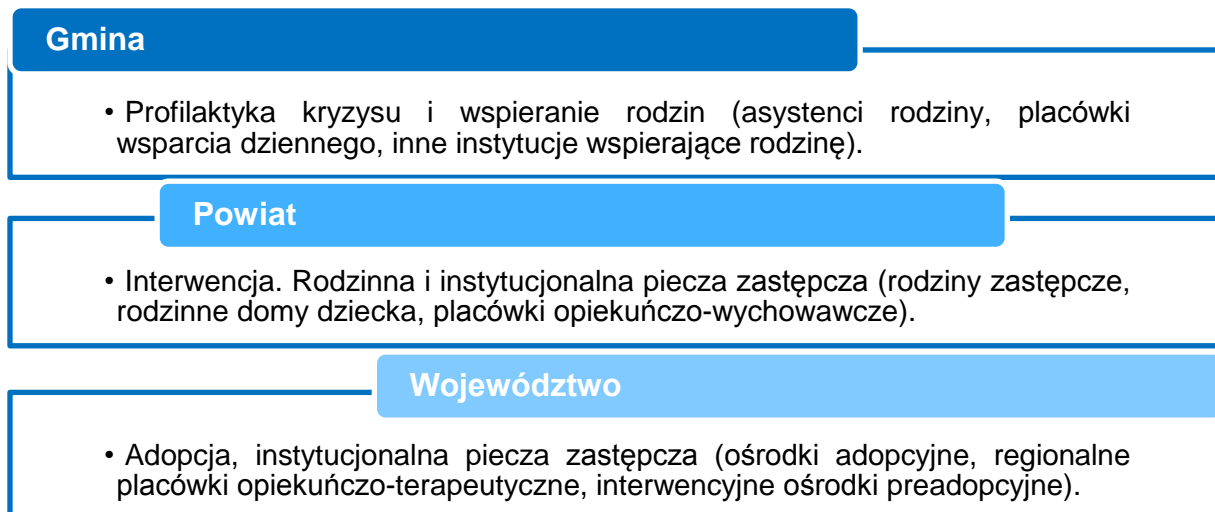 Gmina
• Profilaktyka kryzysu i wspieranie rodzin (asystenci rodziny, placówki
wsparcia dziennego, inne instytucje wspierające rodzinę).
Powiat
• Interwencja. Rodzinna i instytucjonalna piecza zastępcza (rodziny zastępcze,
rodzinne domy dziecka, placówki opiekuńczo-wychowawcze).
Województwo
• Adopcja, instytucjonalna piecza zastępcza (ośrodki adopcyjne, regionalne
placówki opiekuńczo-terapeutyczne, interwencyjne ośrodki preadopcyjne).